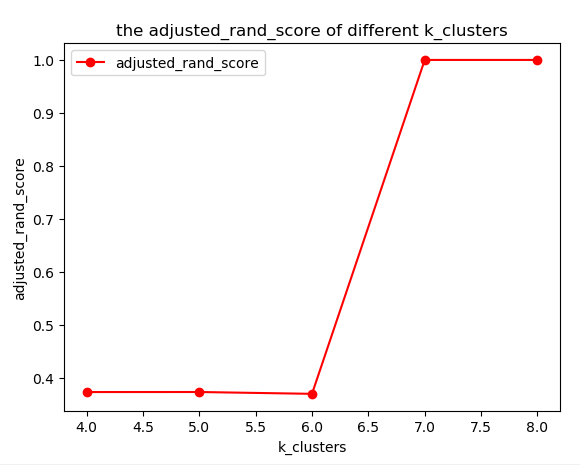 the adjusted_rand_score of different k_clusters
adjusted_rand_score
1.0
0.9
0.8
0.7
0.6
0.5
0.4
adjusted_rand_score
4.0 4.5 5.0 5.5 6.0 6.5 7.0 7.5 8.0
k_clusters